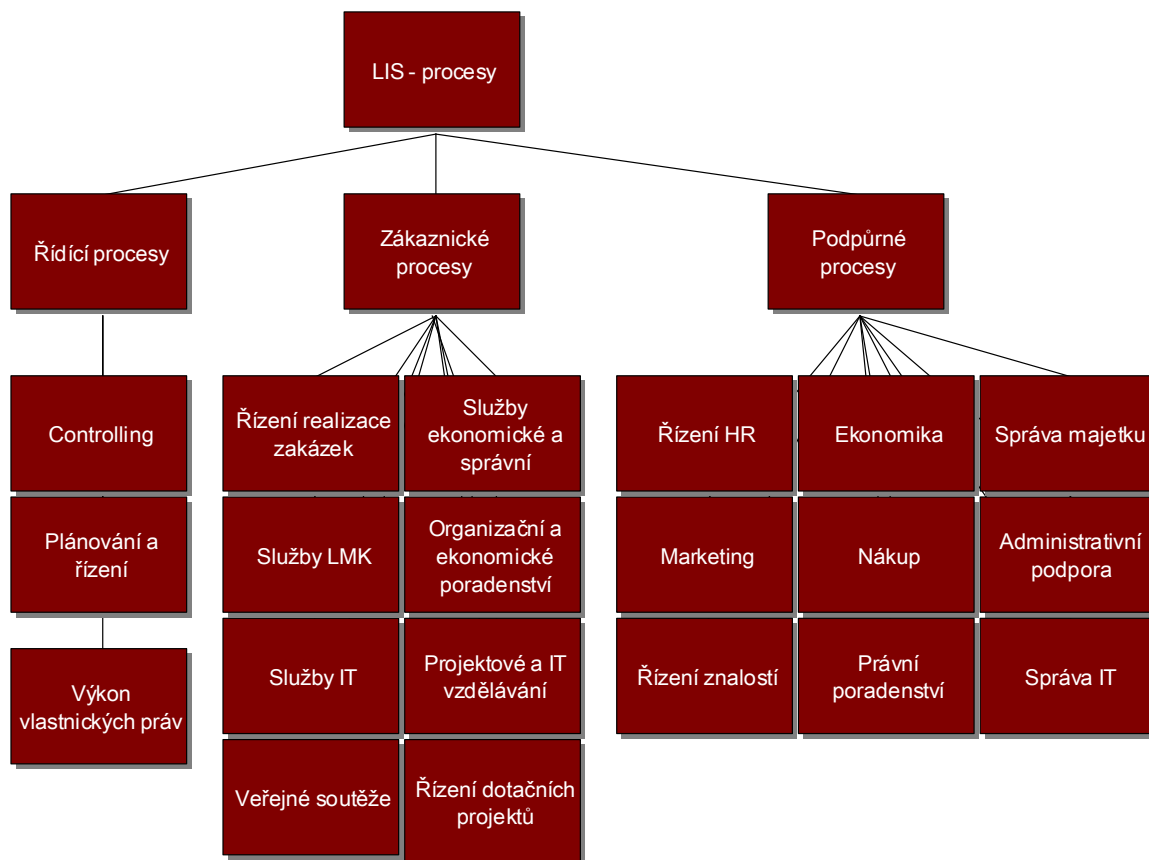 LIS - procesy
Řídící procesy
Zákaznické
procesy
Podpůrné
procesy
Controlling
Plánování a
řízení
Výkon
vlastnických práv
Řízení realizace
zakázek
Služby
ekonomické a
správní
Služby LMK
Organizační a
ekonomické
poradenství
Služby IT
Projektové a IT
vzdělávání
Veřejné soutěže
Řízení dotačních
projektů
Řízení HR
Ekonomika
Správa majetku
Marketing
Nákup
Administrativní
podpora
Řízení znalostí
Právní
poradenství
Správa IT